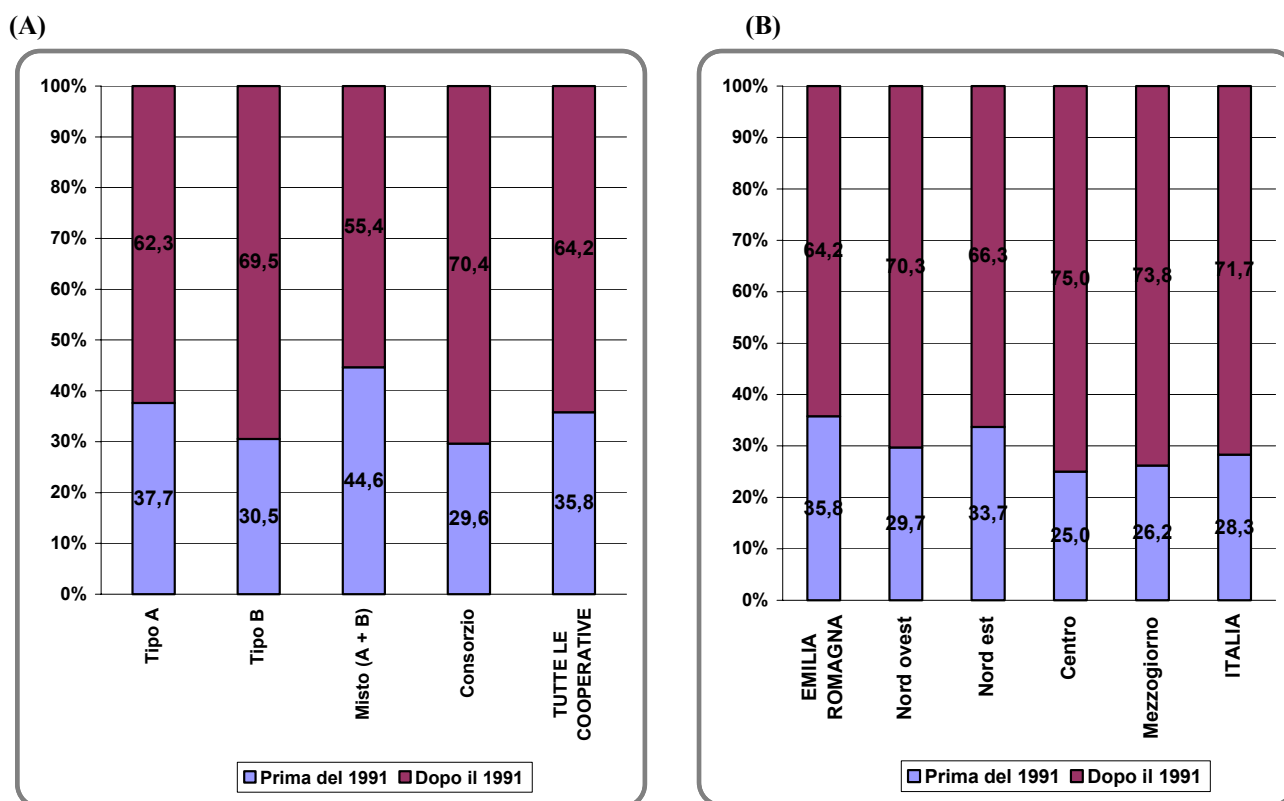 (A)
100%
90%
80%
70%
60%
50%
40%
30%
20%
10%
0%
62,3
69,5
55,4
70,4
64,2
37,7
30,5
44,6
29,6
35,8
Tipo A
Tipo B
Misto (A + B)
Consorzio
TUTTE LE
COOPERATIVE
Prima del 1991
Dopo il 1991
(B)
100%
90%
80%
70%
60%
50%
40%
30%
20%
10%
0%
64,2
70,3
66,3
75,0
73,8
71,7
35,8
29,7
33,7
25,0
26,2
28,3
EMILIA
ROMAGNA
Nord ovest
Nord est
Centro
Mezzogiorno
ITALIA
Prima del 1991
Dopo il 1991